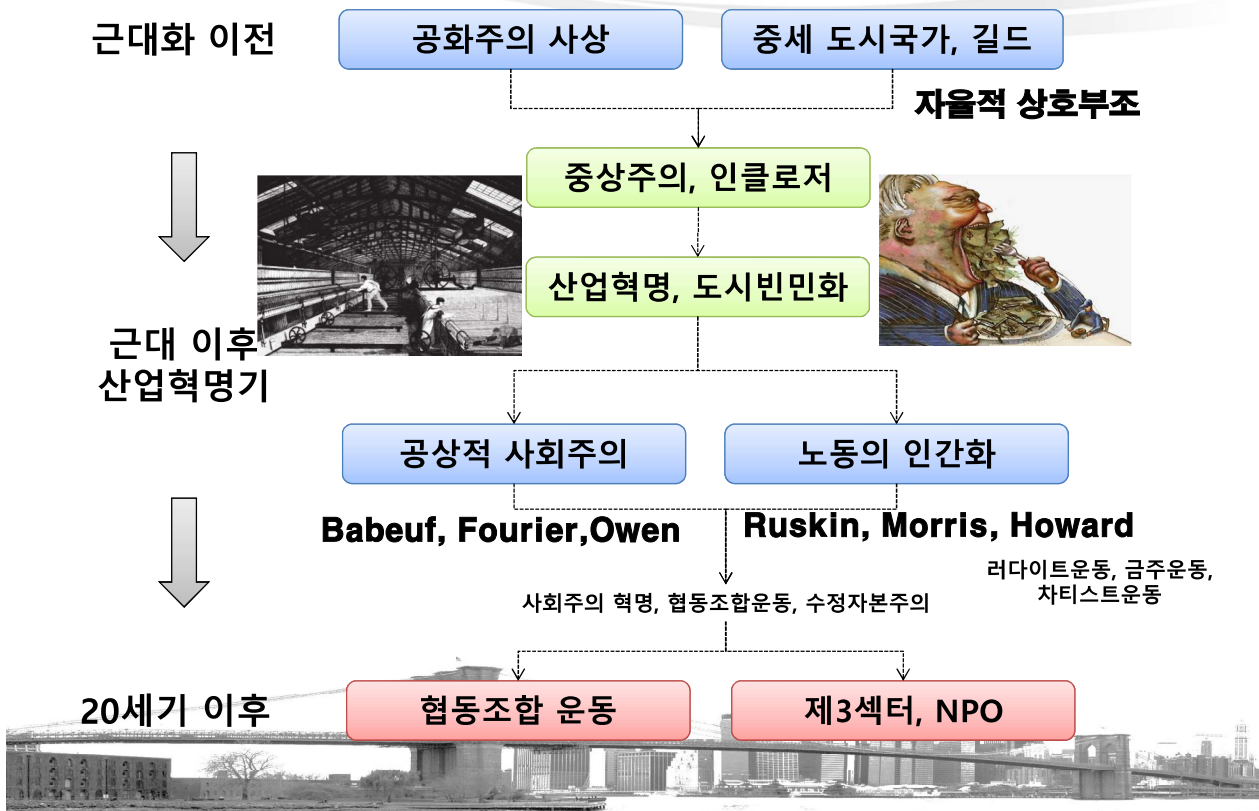 근대화 이전
공화주의 사상
중세 도시국가, 길드
자율적 상호부조
중상주의, 인클로저
산업혁명, 도시빈민화
근대 이후
산업혁명기
공상적 사회주의
노동의 인간화
Babeuf, Fourier,Owen
Ruskin, Morris, Howard
러다이트운동, 금주운동,
차티스트운동
사회주의 혁명, 협동조합운동, 수정자본주의
20세기 이후
협동조합 운동
제3섹터, NPO